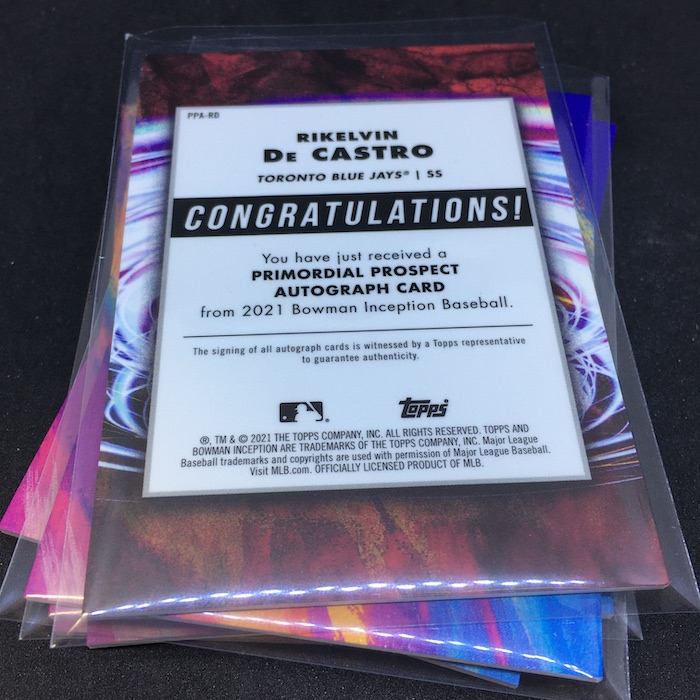 PPA-RD
RIKELVIN
DE CASTRO
TORONTO BLUE JAYS® | SS
CONGRATULATIONS!
You have just received a
PRIMORDIAL PROSPECT
AUTOGRAPH CARD
from 2021 Bowman Inception Baseball.
The signing of all autograph cards is witnessed by a Topps representative
to guarantee authenticity.
topps
®, TM & © 2021 THE TOPPS COMPANY, INC. ALL RIGHTS RESERVED. TOPPS AND
BOWMAN INCEPTION ARE TRADEMARKS OF THE TOPPS COMPANY, INC. Major League
Baseball trademarks and copyrights are used with permission of Major League Baseball.
Visit MLB.com. OFFICIALLY LICENSED PRODUCT OF MLB.